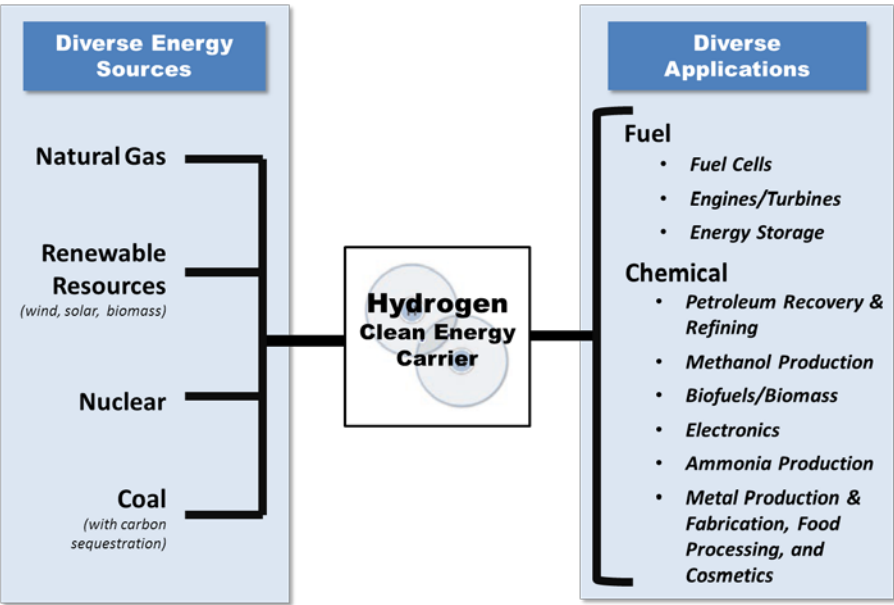 Diverse Energy
Sources
Natural Gas
Renewable
Resources
(wind, solar, biomass)
Nuclear
Coal
(with carbon
sequestration)
Hydrogen
Clean Energy
Carrier
Diverse
Applications
Fuel
• Fuel Cells
• Engines/Turbines
• Energy Storage
Chemical
• Petroleum Recovery &
Refining
• Methanol Production
• Biofuels/Biomass
• Electronics
• Ammonia Production
• Metal Production &
Fabrication, Food
Processing, and
Cosmetics